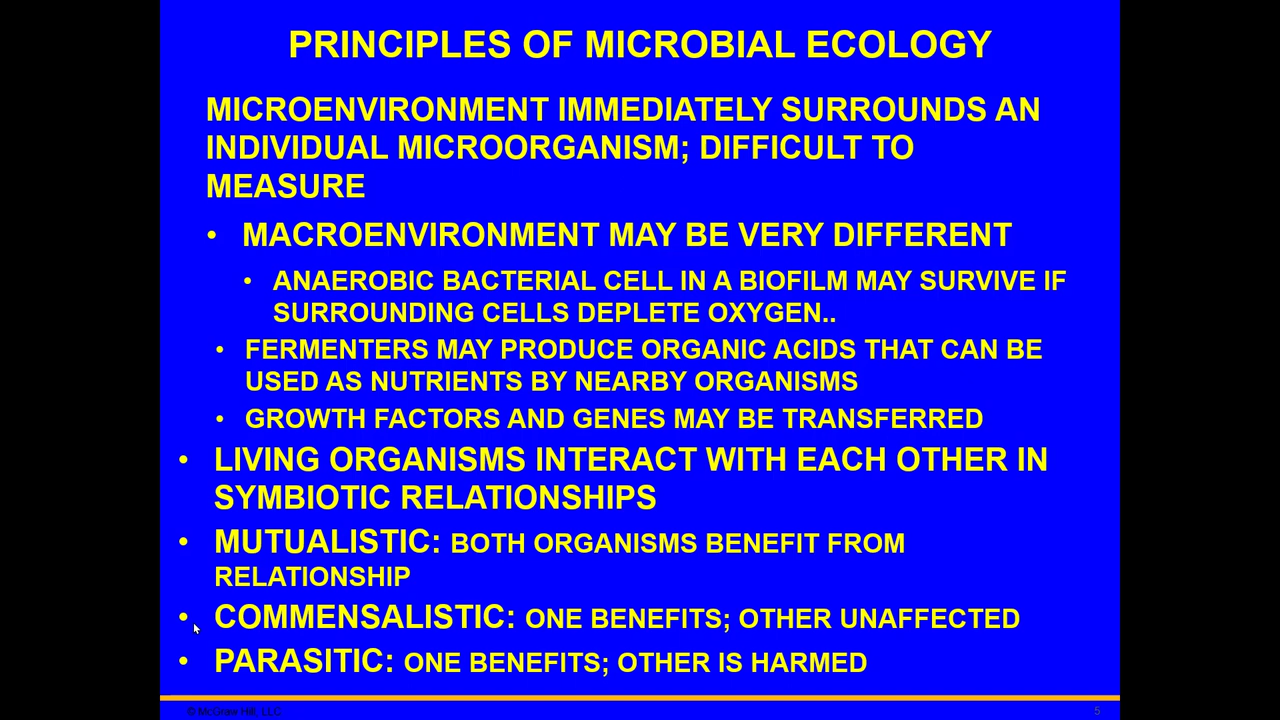 PRINCIPLES OF MICROBIAL ECOLOGY
MICROENVIRONMENT IMMEDIATELY SURROUNDS AN
INDIVIDUAL MICROORGANISM; DIFFICULT TO
MEASURE
• MACROENVIRONMENT MAY BE VERY DIFFERENT
• ANAEROBIC BACTERIAL CELL IN A BIOFILM MAY SURVIVE IF
SURROUNDING CELLS DEPLETE OXYGEN..
• FERMENTERS MAY PRODUCE ORGANIC ACIDS THAT CAN BE
USED AS NUTRIENTS BY NEARBY ORGANISMS
• GROWTH FACTORS AND GENES MAY BE TRANSFERRED
• LIVING ORGANISMS INTERACT WITH EACH OTHER IN
SYMBIOTIC RELATIONSHIPS
• MUTUALISTIC: BOTH ORGANISMS BENEFIT FROM
RELATIONSHIP
• COMMENSALISTIC: ONE BENEFITS; OTHER UNAFFECTED
• PARASITIC: ONE BENEFITS; OTHER IS HARMED
© McGraw Hill, LLC
5